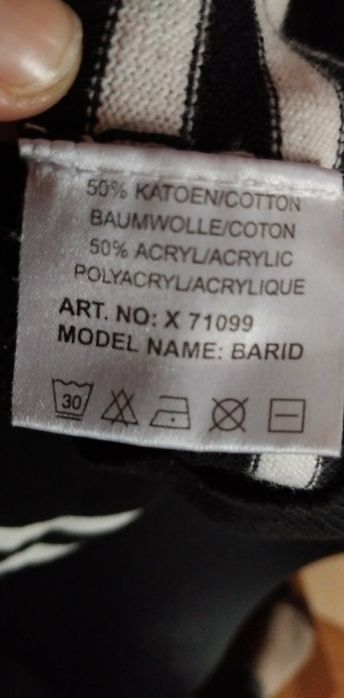 50% KATOEN/COTTON
BAUMWOLLE/COTON
50% ACRYL/ACRYLIC
POLYACRYL/ACRYLIQUE
ART. NO: X 71099
MODEL NAME: BARID
30